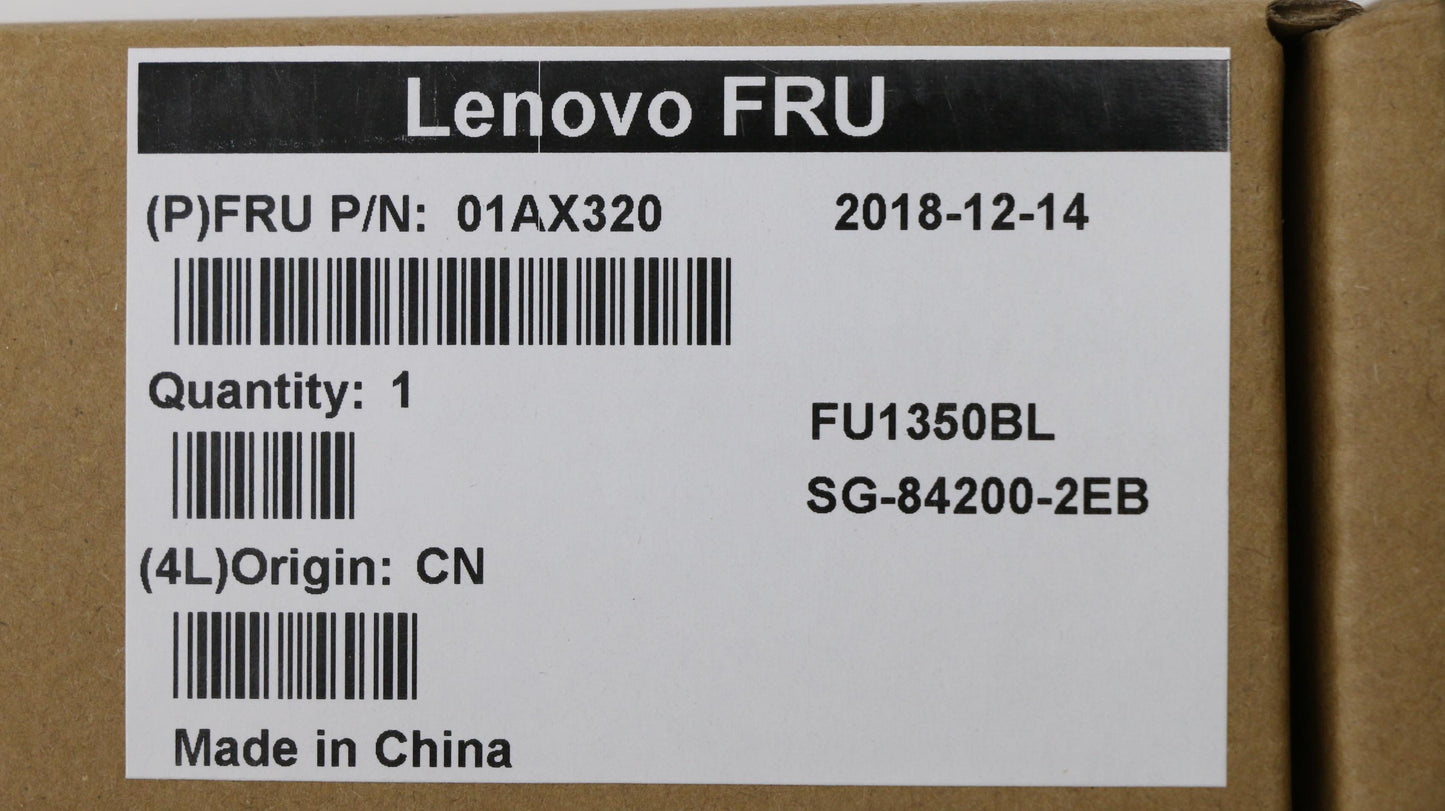 Lenovo FRU
(P)FRU P/N: 01AX320 2018-12-14
Quantity: 1
FU1350BL
SG-84200-2EB
(4L)Origin: CN
Made in China